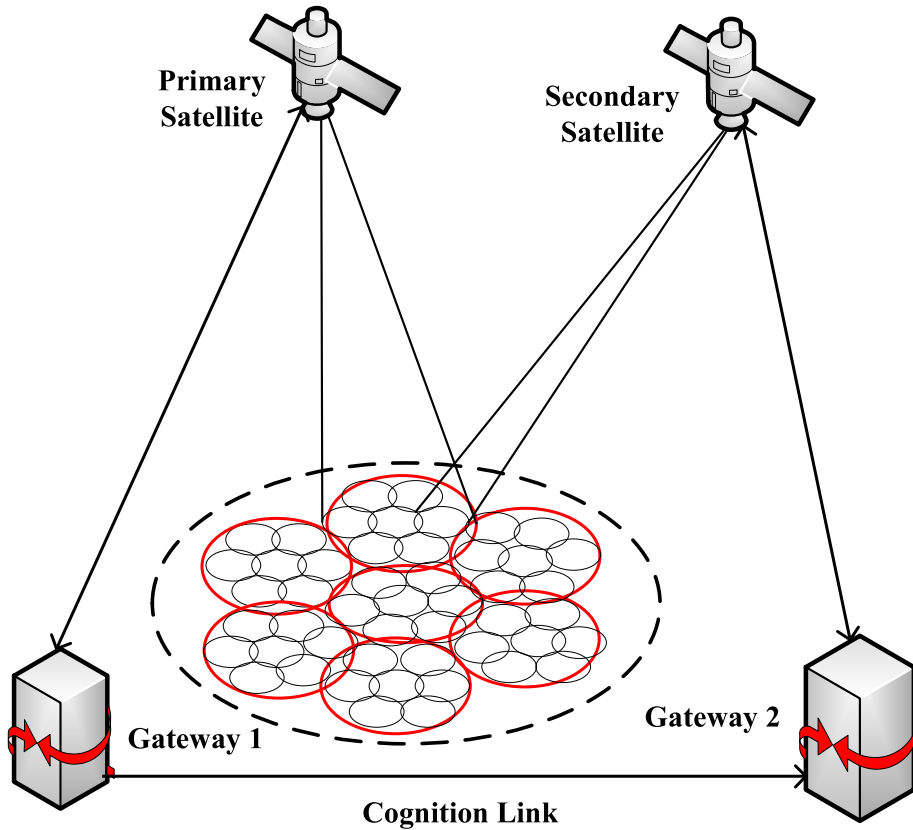 Primary
Satellite
Secondary
Satellite
Gateway 1
Gateway 2
Cognition Link